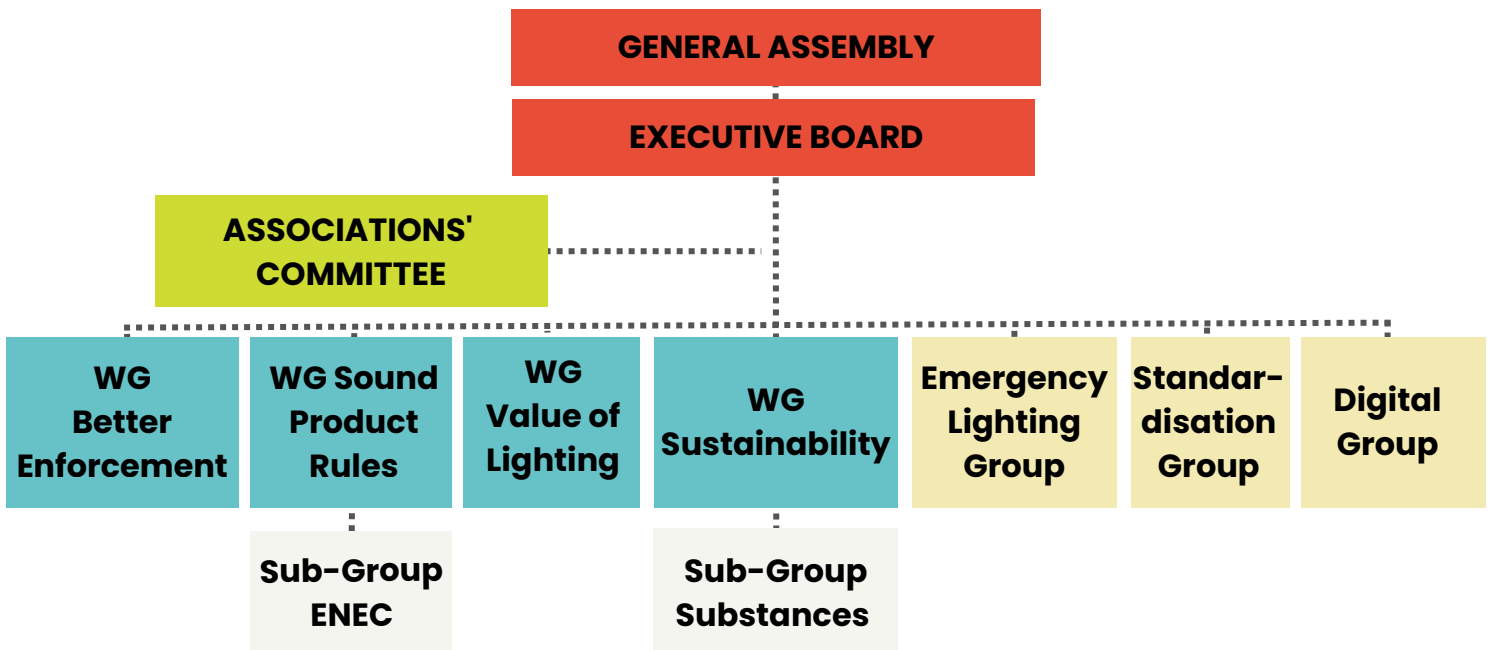 GENERAL ASSEMBLY
EXECUTIVE BOARD
ASSOCIATIONS'
COMMITTEE
WG
Better
Enforcement
WG Sound
Product
Rules
WG
Value of
Lighting
WG
Sustainability
Emergency
Lighting
Group
Standar-
disation
Group
Digital
Group
Sub-Group
ENEC
Sub-Group
Substances